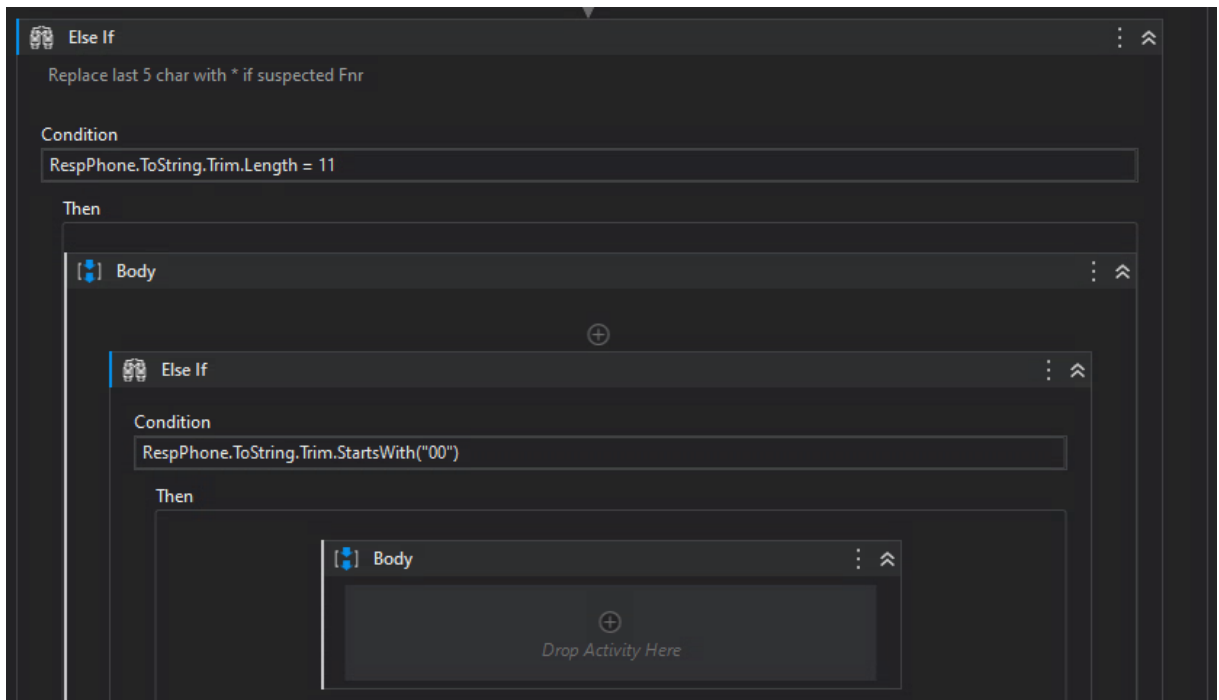 Else If
Replace last 5 char with * if suspected Fnr
Condition
RespPhone.ToString.Trim.Length = 11
Then
Body
Else If
Condition
RespPhone.ToString.Trim.StartsWith("00")
Then
Body
Drop Activity Here